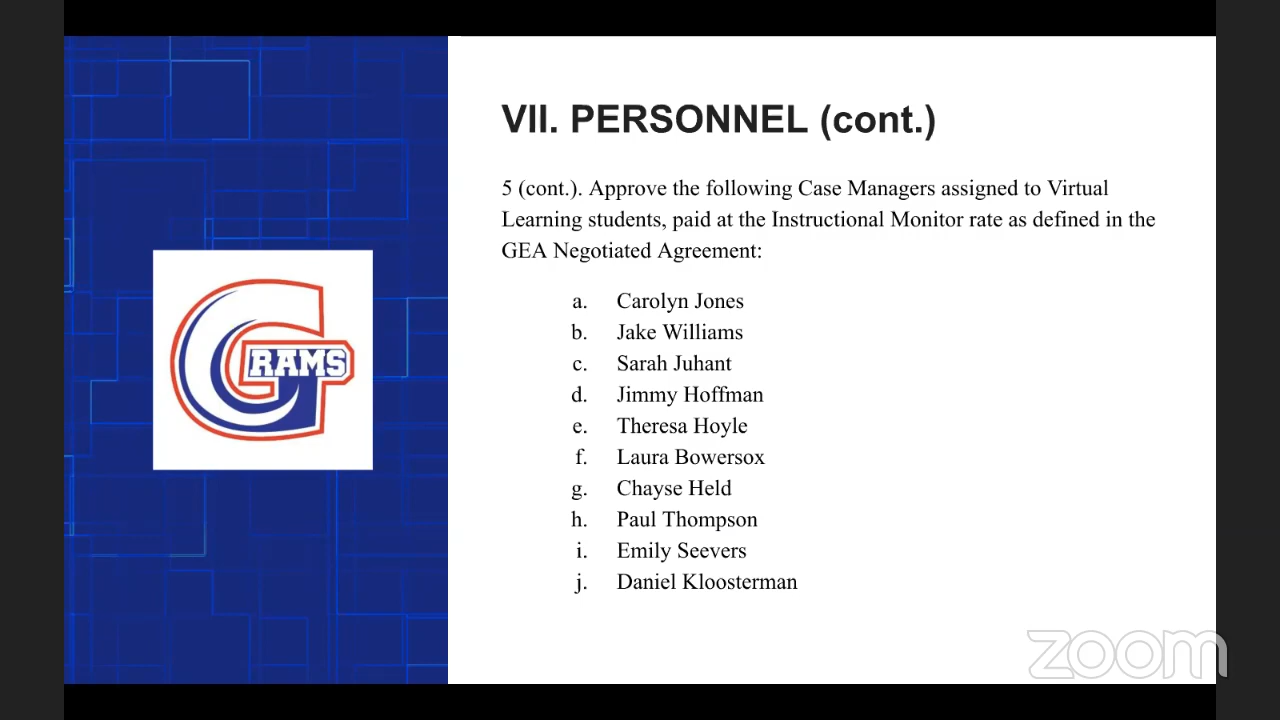 VII. PERSONNEL (cont.)
5 (cont.). Approve the following Case Managers assigned to Virtual
Learning students, paid at the Instructional Monitor rate as defined in the
GEA Negotiated Agreement:
a. Carolyn Jones
b. Jake Williams
c. Sarah Juhant
d. Jimmy Hoffman
e. Theresa Hoyle
f. Laura Bowersox
g. Chayse Held
h. Paul Thompson
i. Emily Seevers
j. Daniel Kloosterman
G RAMS
zoom